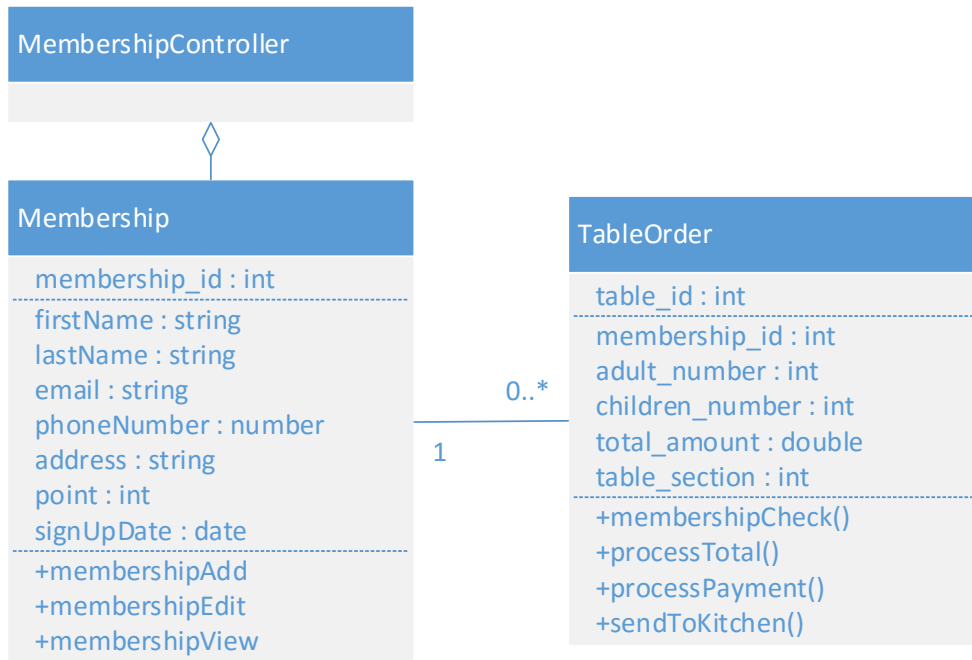 MembershipController
Membership
membership_id : int
firstName : string
lastName : string
email : string
phoneNumber : number
address : string
point : int
signUpDate : date
+membershipAdd
+membershipEdit
+membershipView
1
0..*
TableOrder
table_id : int
membership_id : int
adult_number : int
children_number : int
total_amount : double
table_section : int
+membershipCheck()
+processTotal()
+processPayment()
+sendToKitchen()